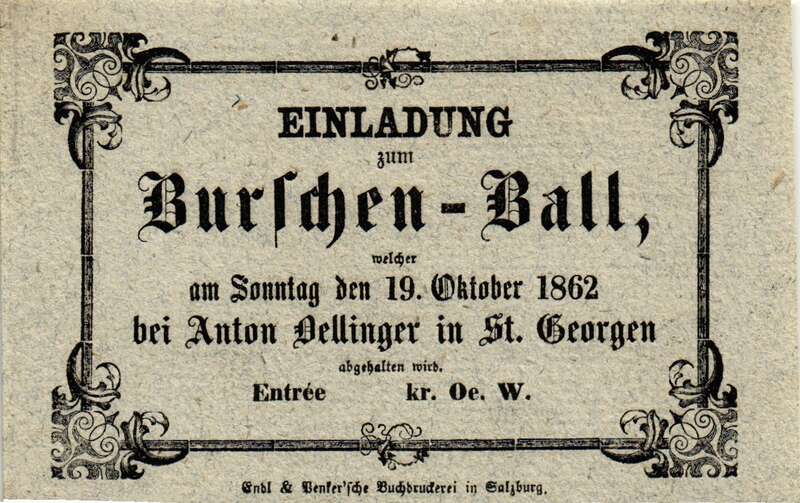 EINLADUNG
zum
Burſchen-Ball,
welcher
am Sonntag den 19. Oktober 1862
bei Anton Dellinger in St. Georgen
abgehalten wird.
Entrée kr. Oe. W.
Endl & Penker'ſche Buchdruckerei in Salzburg.